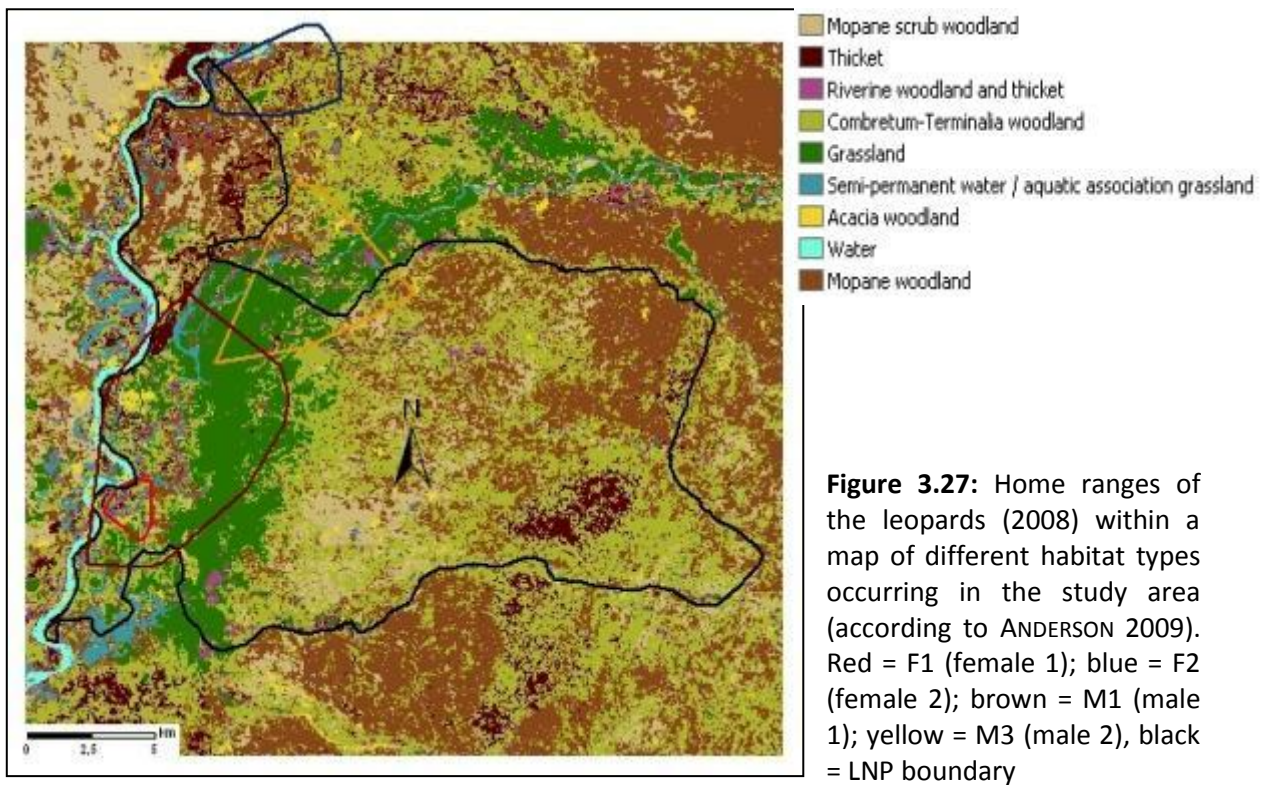 Mopane scrub woodland
Thicket
Riverine woodland and thicket
Combretum-Terminalia woodland
Grassland
Semi-permanent water / aquatic association grassland
Acacia woodland
Water
Mopane woodland
N
km
0 2,5 5
Figure 3.27: Home ranges of
the leopards (2008) within a
map of different habitat types
occurring in the study area
(according to ANDERSON 2009).
Red = F1 (female 1); blue = F2
(female 2); brown = M1 (male
1); yellow = M3 (male 2), black
= LNP boundary